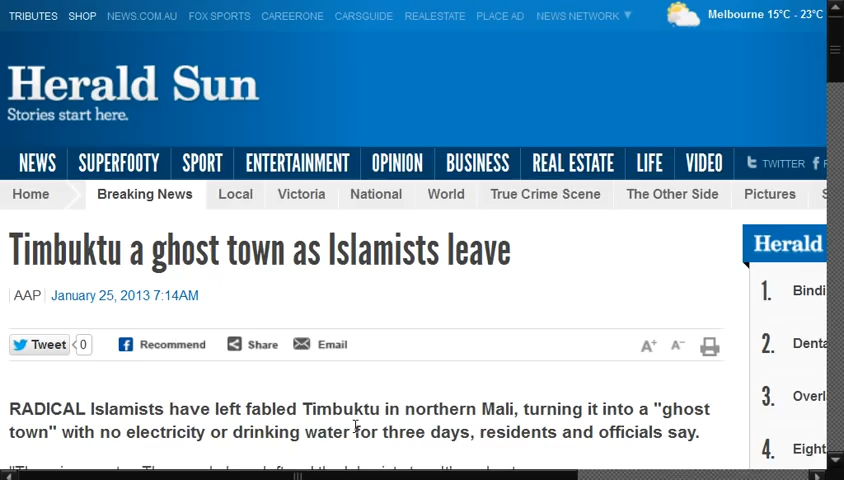 TRIBUTES SHOP NEWS.COM.AU FOX SPORTS CAREERONE CARSGUIDE REALESTATE PLACE AD NEWS NETWORK Melbourne 15°C - 23°C
Herald Sun
Stories start here.
NEWS SUPERFOOTY SPORT ENTERTAINMENT OPINION BUSINESS REAL ESTATE LIFE VIDEO TWITTER
Home Breaking News Local Victoria National World True Crime Scene The Other Side Pictures
Timbuktu a ghost town as Islamists leave
Herald
AAP January 25, 2013 7:14AM
1. Bindi
Tweet 0 Recommend Share Email A+ A-
2. Denta
RADICAL Islamists have left fabled Timbuktu in northern Mali, turning it into a "ghost
3. Overl
town" with no electricity or drinking water for three days, residents and officials say.
4. Eight